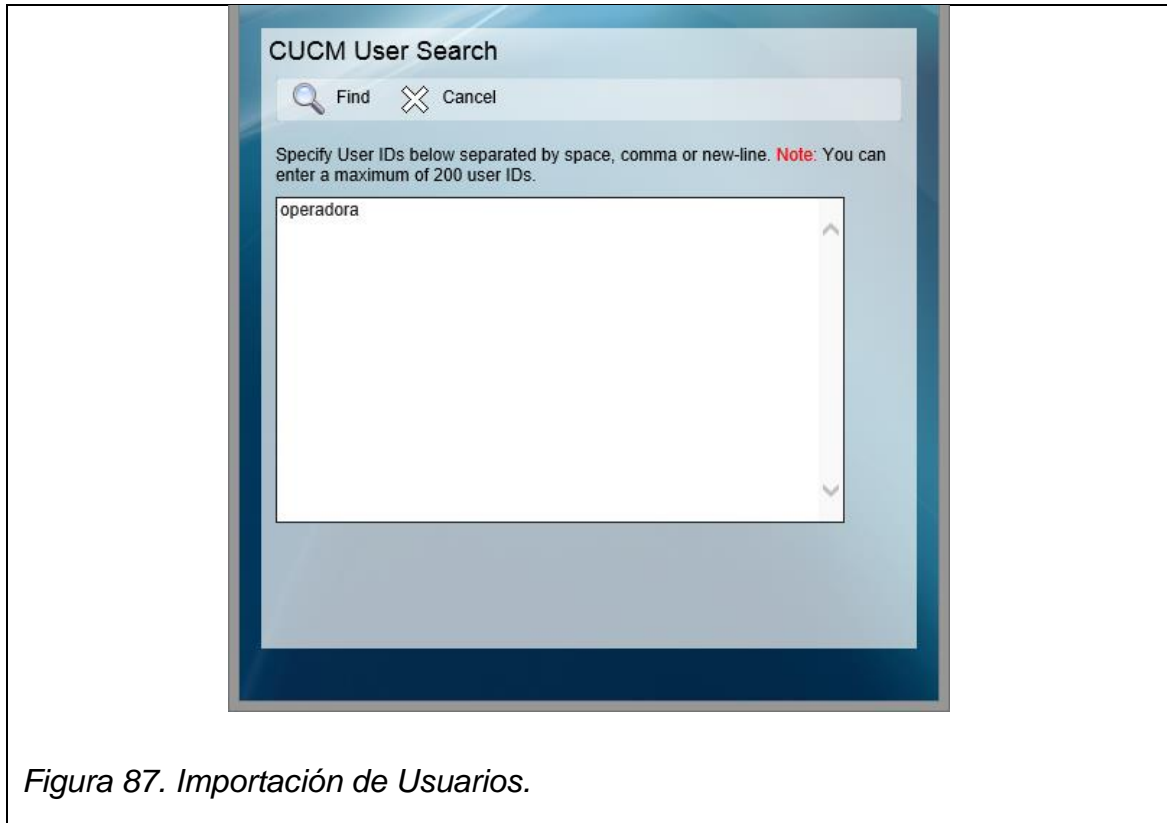 CUCM User Search
Find Cancel
Specify User IDs below separated by space, comma or new-line. Note: You can
enter a maximum of 200 user IDs.
operadora
Figura 87. Importación de Usuarios.